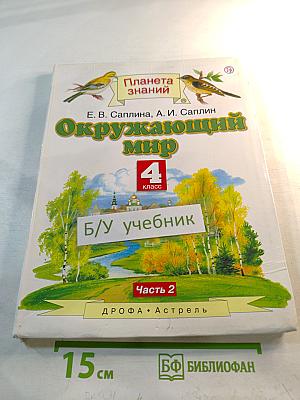 Планета
знаний
Е. В. Саплина, А. И. Саплин
Окружающий
мир
4
класс
Б/У учебник
Часть 2
ДРОФА • Астрель
15 см
БФ БИБЛИОФАН